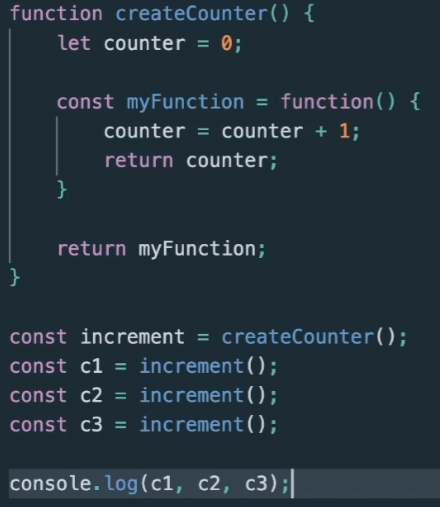 function createCounter() {
    let counter = 0;

    const myFunction = function() {
        counter = counter + 1;
        return counter;
    }

    return myFunction;
}

const increment = createCounter();
const c1 = increment();
const c2 = increment();
const c3 = increment();

console.log(c1, c2, c3);